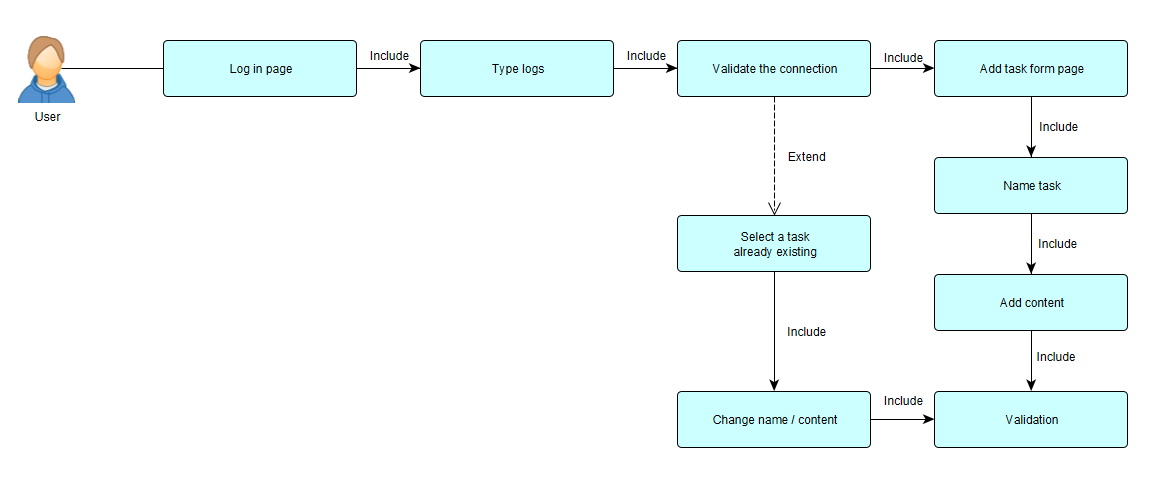 Log in page
Include
Type logs
Include
Validate the connection
Include
Add task form page
User
Include
Extend
Name task
Select a task
already existing
Include
Add content
Include
Include
Change name / content
Include
Validation